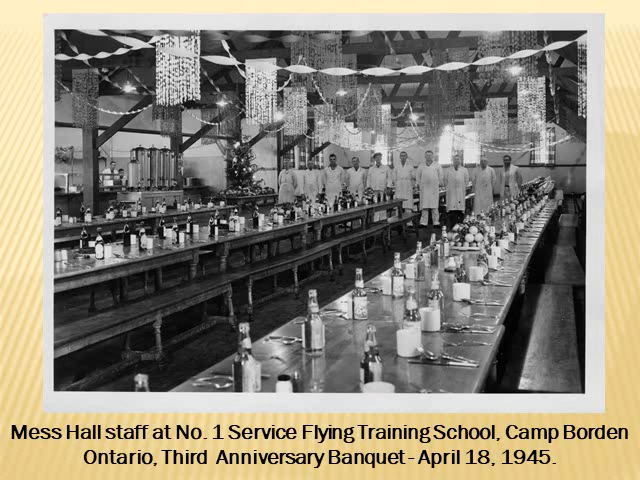 Mess Hall staff at No. 1 Service Flying Training School, Camp Borden
Ontario, Third  Anniversary Banquet - April 18, 1945.